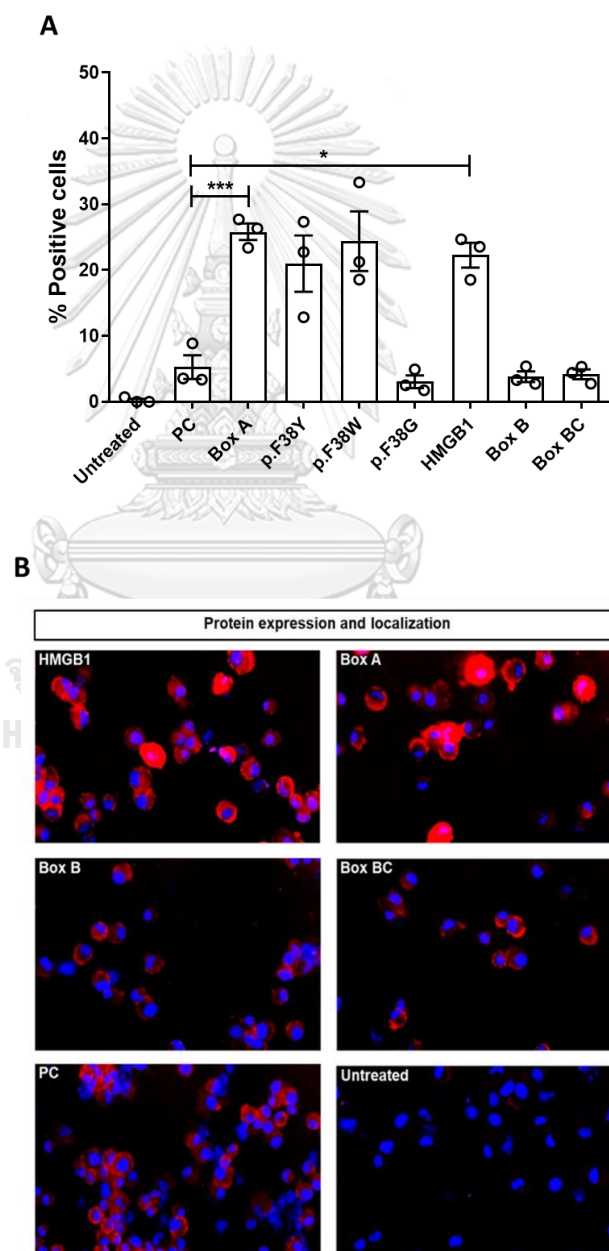 A
50
40
30
20
10
0
% Positive cells
***
*
Untreated
PC
Box A
p.F38Y
p.F38W
p.F38G
HMGB1
Box B
Box BC
B
Protein expression and localization
HMGB1
Box A
Box B
Box BC
PC
Untreated